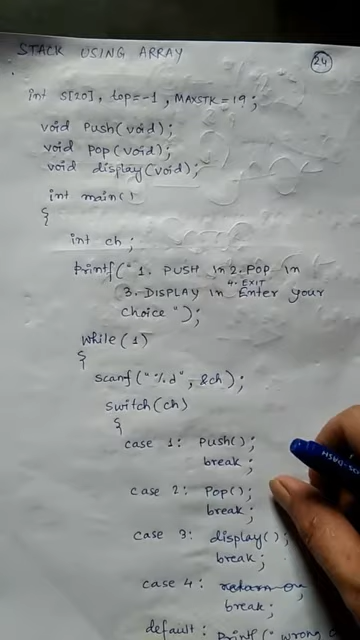 24
STACK USING ARRAY
int s[20], top=-1, MAXSTK=19;
void Push(void);
void Pop(void);
void display(void);
int main()
{
int ch;
printf("1. PUSH \n 2. POP \n
3. DISPLAY \n 4. EXIT Enter your
choice");
while(1)
{
scanf("%d", &ch);
switch(ch)
{
case 1: Push();
break;
case 2: Pop();
break;
case 3: display();
break;
case 4:
break;
default: printf("wrong